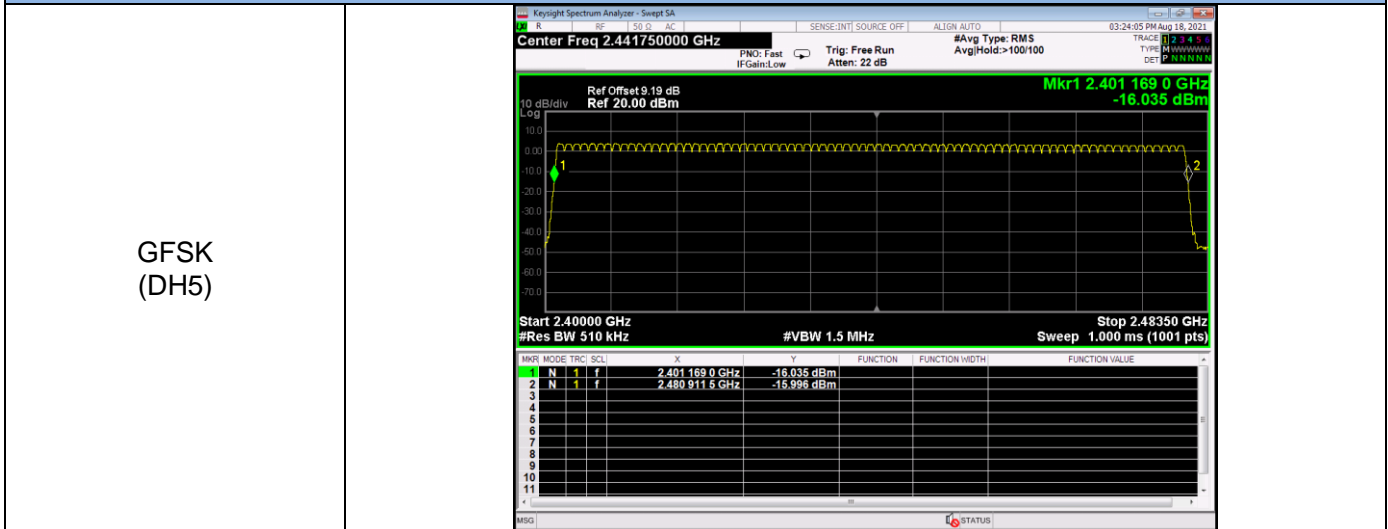 GFSK
(DH5)
Keysight Spectrum Analyzer - Swept SA
R RF 50 Ω AC SENSE:INT SOURCE OFF ALIGN AUTO 03:24:05 PM Aug 18, 2021
Center Freq 2.441750000 GHz
PNO: Fast
IFGain:Low
Trig: Free Run
Atten: 22 dB
#Avg Type: RMS
Avg|Hold:>100/100
TRACE 1 2 3 4 5 6
TYPE M WWWWW
DET P N N N N N
Mkr1 2.401 169 0 GHz
-16.035 dBm
Ref Offset 9.19 dB
10 dB/div Ref 20.00 dBm
Log
10.0
0.00
-10.0
-20.0
-30.0
-40.0
-50.0
-60.0
-70.0
1
2
Start 2.40000 GHz Stop 2.48350 GHz
#Res BW 510 kHz #VBW 1.5 MHz Sweep 1.000 ms (1001 pts)
MKR MODE TRC SCL X Y FUNCTION FUNCTION WIDTH FUNCTION VALUE
1 N 1 f 2.401 169 0 GHz -16.035 dBm
2 N 1 f 2.480 911 5 GHz -15.996 dBm
3
4
5
6
7
8
9
10
11
MSG STATUS